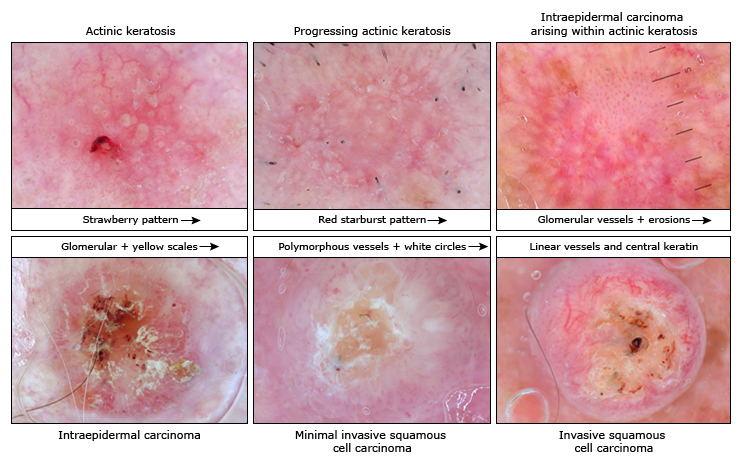 Actinic keratosis
Progressing actinic keratosis
Intraepidermal carcinoma
arising within actinic keratosis
Strawberry pattern
Red starburst pattern
Glomerular vessels + erosions
Glomerular + yellow scales
Polymorphous vessels + white circles
Linear vessels and central keratin
Intraepidermal carcinoma
Minimal invasive squamous
cell carcinoma
Invasive squamous
cell carcinoma